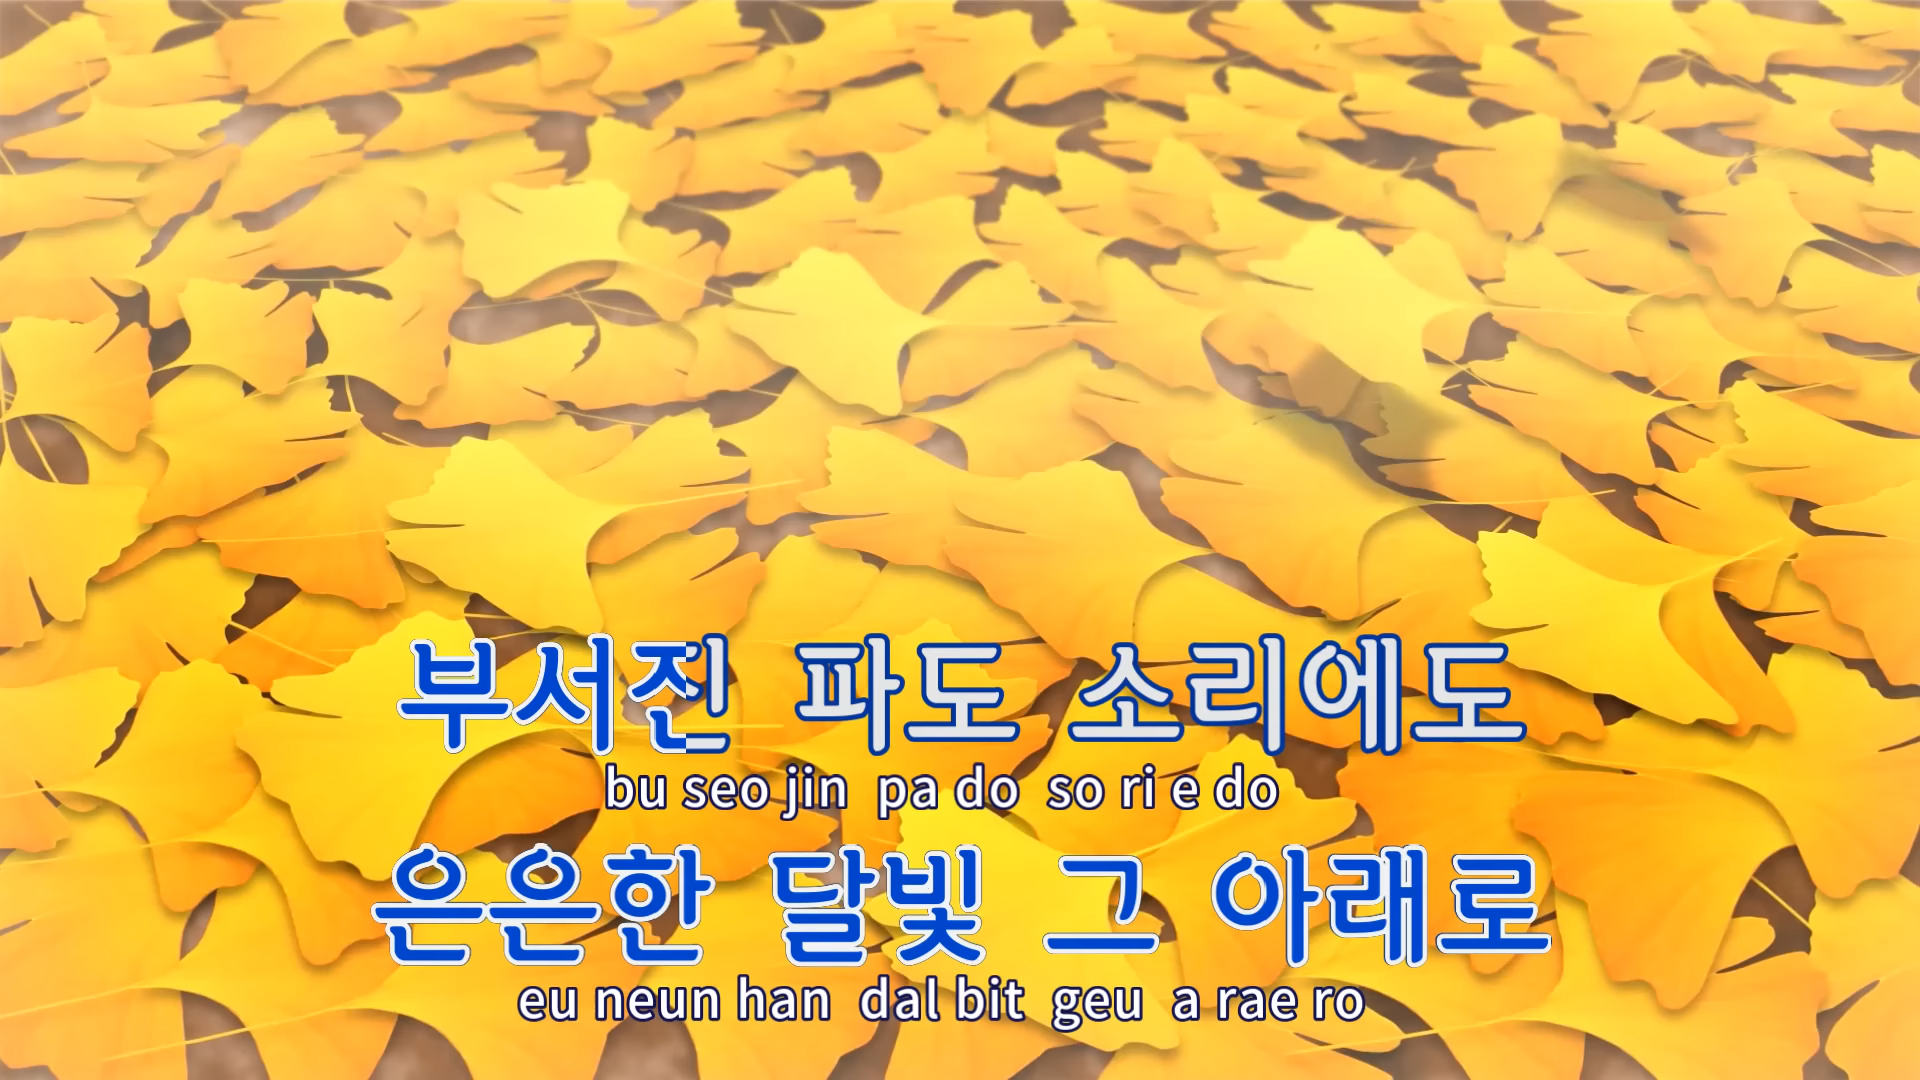 부서진 파도 소리에도
bu seo jin pa do so ri e do
은은한 달빛 그 아래로
eu neun han dal bit geu a rae ro